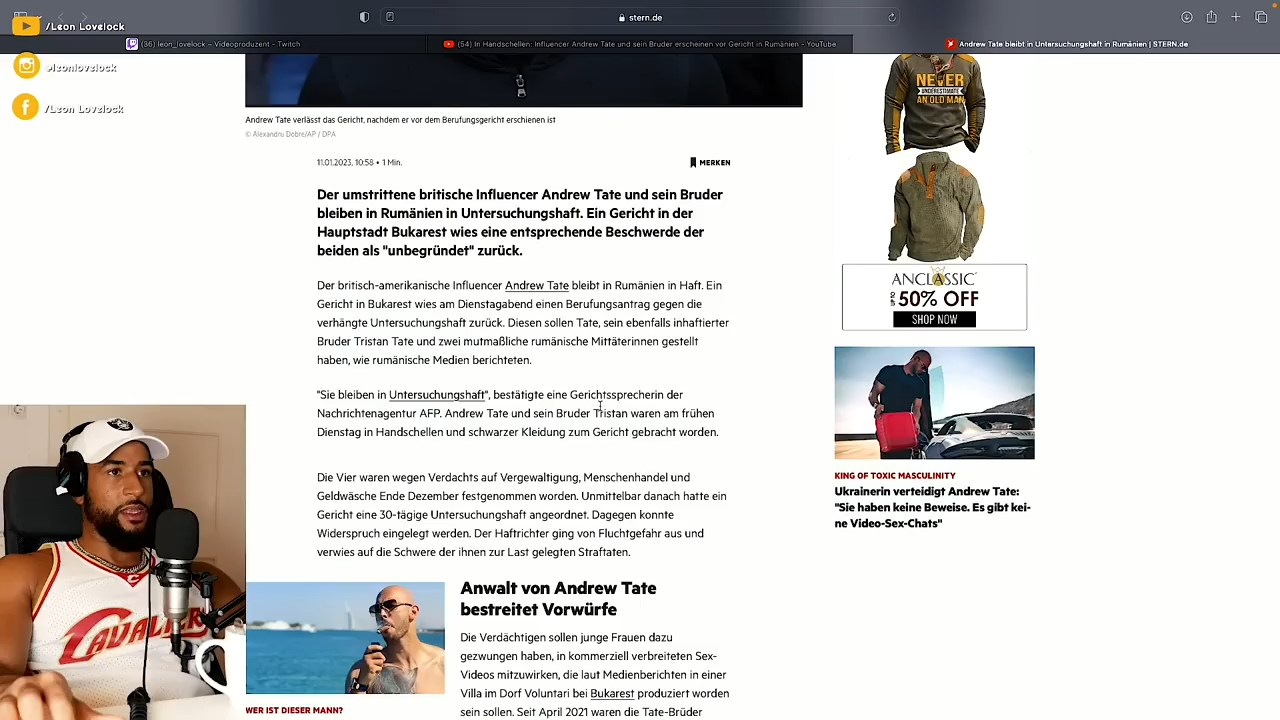 /Leon Lovelock
stern.de
(36) leon_lovelock – Videoproduzent - Twitch
(54) In Handschellen: Influencer Andrew Tate und sein Bruder erscheinen vor Gericht in Rumänien - YouTube
Andrew Tate bleibt in Untersuchungshaft in Rumänien | STERN.de
/Leon Lovelock
NEVER
UNDERESTIMATE
AN OLD MAN
Andrew Tate verlässt das Gericht, nachdem er vor dem Berufungsgericht erschienen ist
© Alexandru Dobre/AP / DPA
11.01.2023, 10:58 • 1 Min.
MERKEN
Der umstrittene britische Influencer Andrew Tate und sein Bruder
bleiben in Rumänien in Untersuchungshaft. Ein Gericht in der
Hauptstadt Bukarest wies eine entsprechende Beschwerde der
beiden als "unbegründet" zurück.
Der britisch-amerikanische Influencer Andrew Tate bleibt in Rumänien in Haft. Ein
Gericht in Bukarest wies am Dienstagabend einen Berufungsantrag gegen die
verhängte Untersuchungshaft zurück. Diesen sollen Tate, sein ebenfalls inhaftierter
Bruder Tristan Tate und zwei mutmaßliche rumänische Mittäterinnen gestellt
haben, wie rumänische Medien berichteten.
"Sie bleiben in Untersuchungshaft", bestätigte eine Gerichtssprecherin der
Nachrichtenagentur AFP. Andrew Tate und sein Bruder Tristan waren am frühen
Dienstag in Handschellen und schwarzer Kleidung zum Gericht gebracht worden.
Die Vier waren wegen Verdachts auf Vergewaltigung, Menschenhandel und
Geldwäsche Ende Dezember festgenommen worden. Unmittelbar danach hatte ein
Gericht eine 30-tägige Untersuchungshaft angeordnet. Dagegen konnte
Widerspruch eingelegt werden. Der Haftrichter ging von Fluchtgefahr aus und
verwies auf die Schwere der ihnen zur Last gelegten Straftaten.
Anwalt von Andrew Tate
bestreitet Vorwürfe
Die Verdächtigen sollen junge Frauen dazu
gezwungen haben, in kommerziell verbreiteten Sex-
Videos mitzuwirken, die laut Medienberichten in einer
Villa im Dorf Voluntari bei Bukarest produziert worden
sein sollen. Seit April 2021 waren die Tate-Brüder
WER IST DIESER MANN?
ANCLASSIC
UP TO 50% OFF
SHOP NOW
KING OF TOXIC MASCULINITY
Ukrainerin verteidigt Andrew Tate:
"Sie haben keine Beweise. Es gibt kei-
ne Video-Sex-Chats"
CAVALIERS